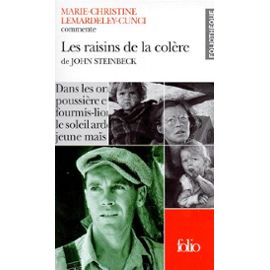 MARIE-CHRISTINE
LEMARDELEY-CUNCI
commente
Les raisins de la colère
de JOHN STEINBECK
FOLIOTHÈQUE
Dans les or
poussière e
fourmis-lio
le soleil ard
jeune maïs
folio